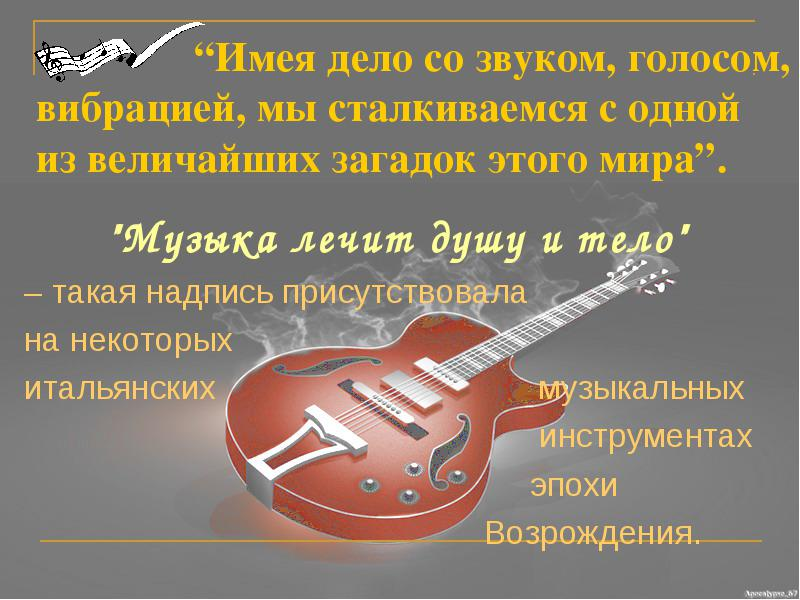 “Имея дело со звуком, голосом,
вибрацией, мы сталкиваемся с одной
из величайших загадок этого мира”.
"Музыка лечит душу и тело"
– такая надпись присутствовала
на некоторых
итальянских музыкальных
инструментах
эпохи
Возрождения.
Apocalypse_67